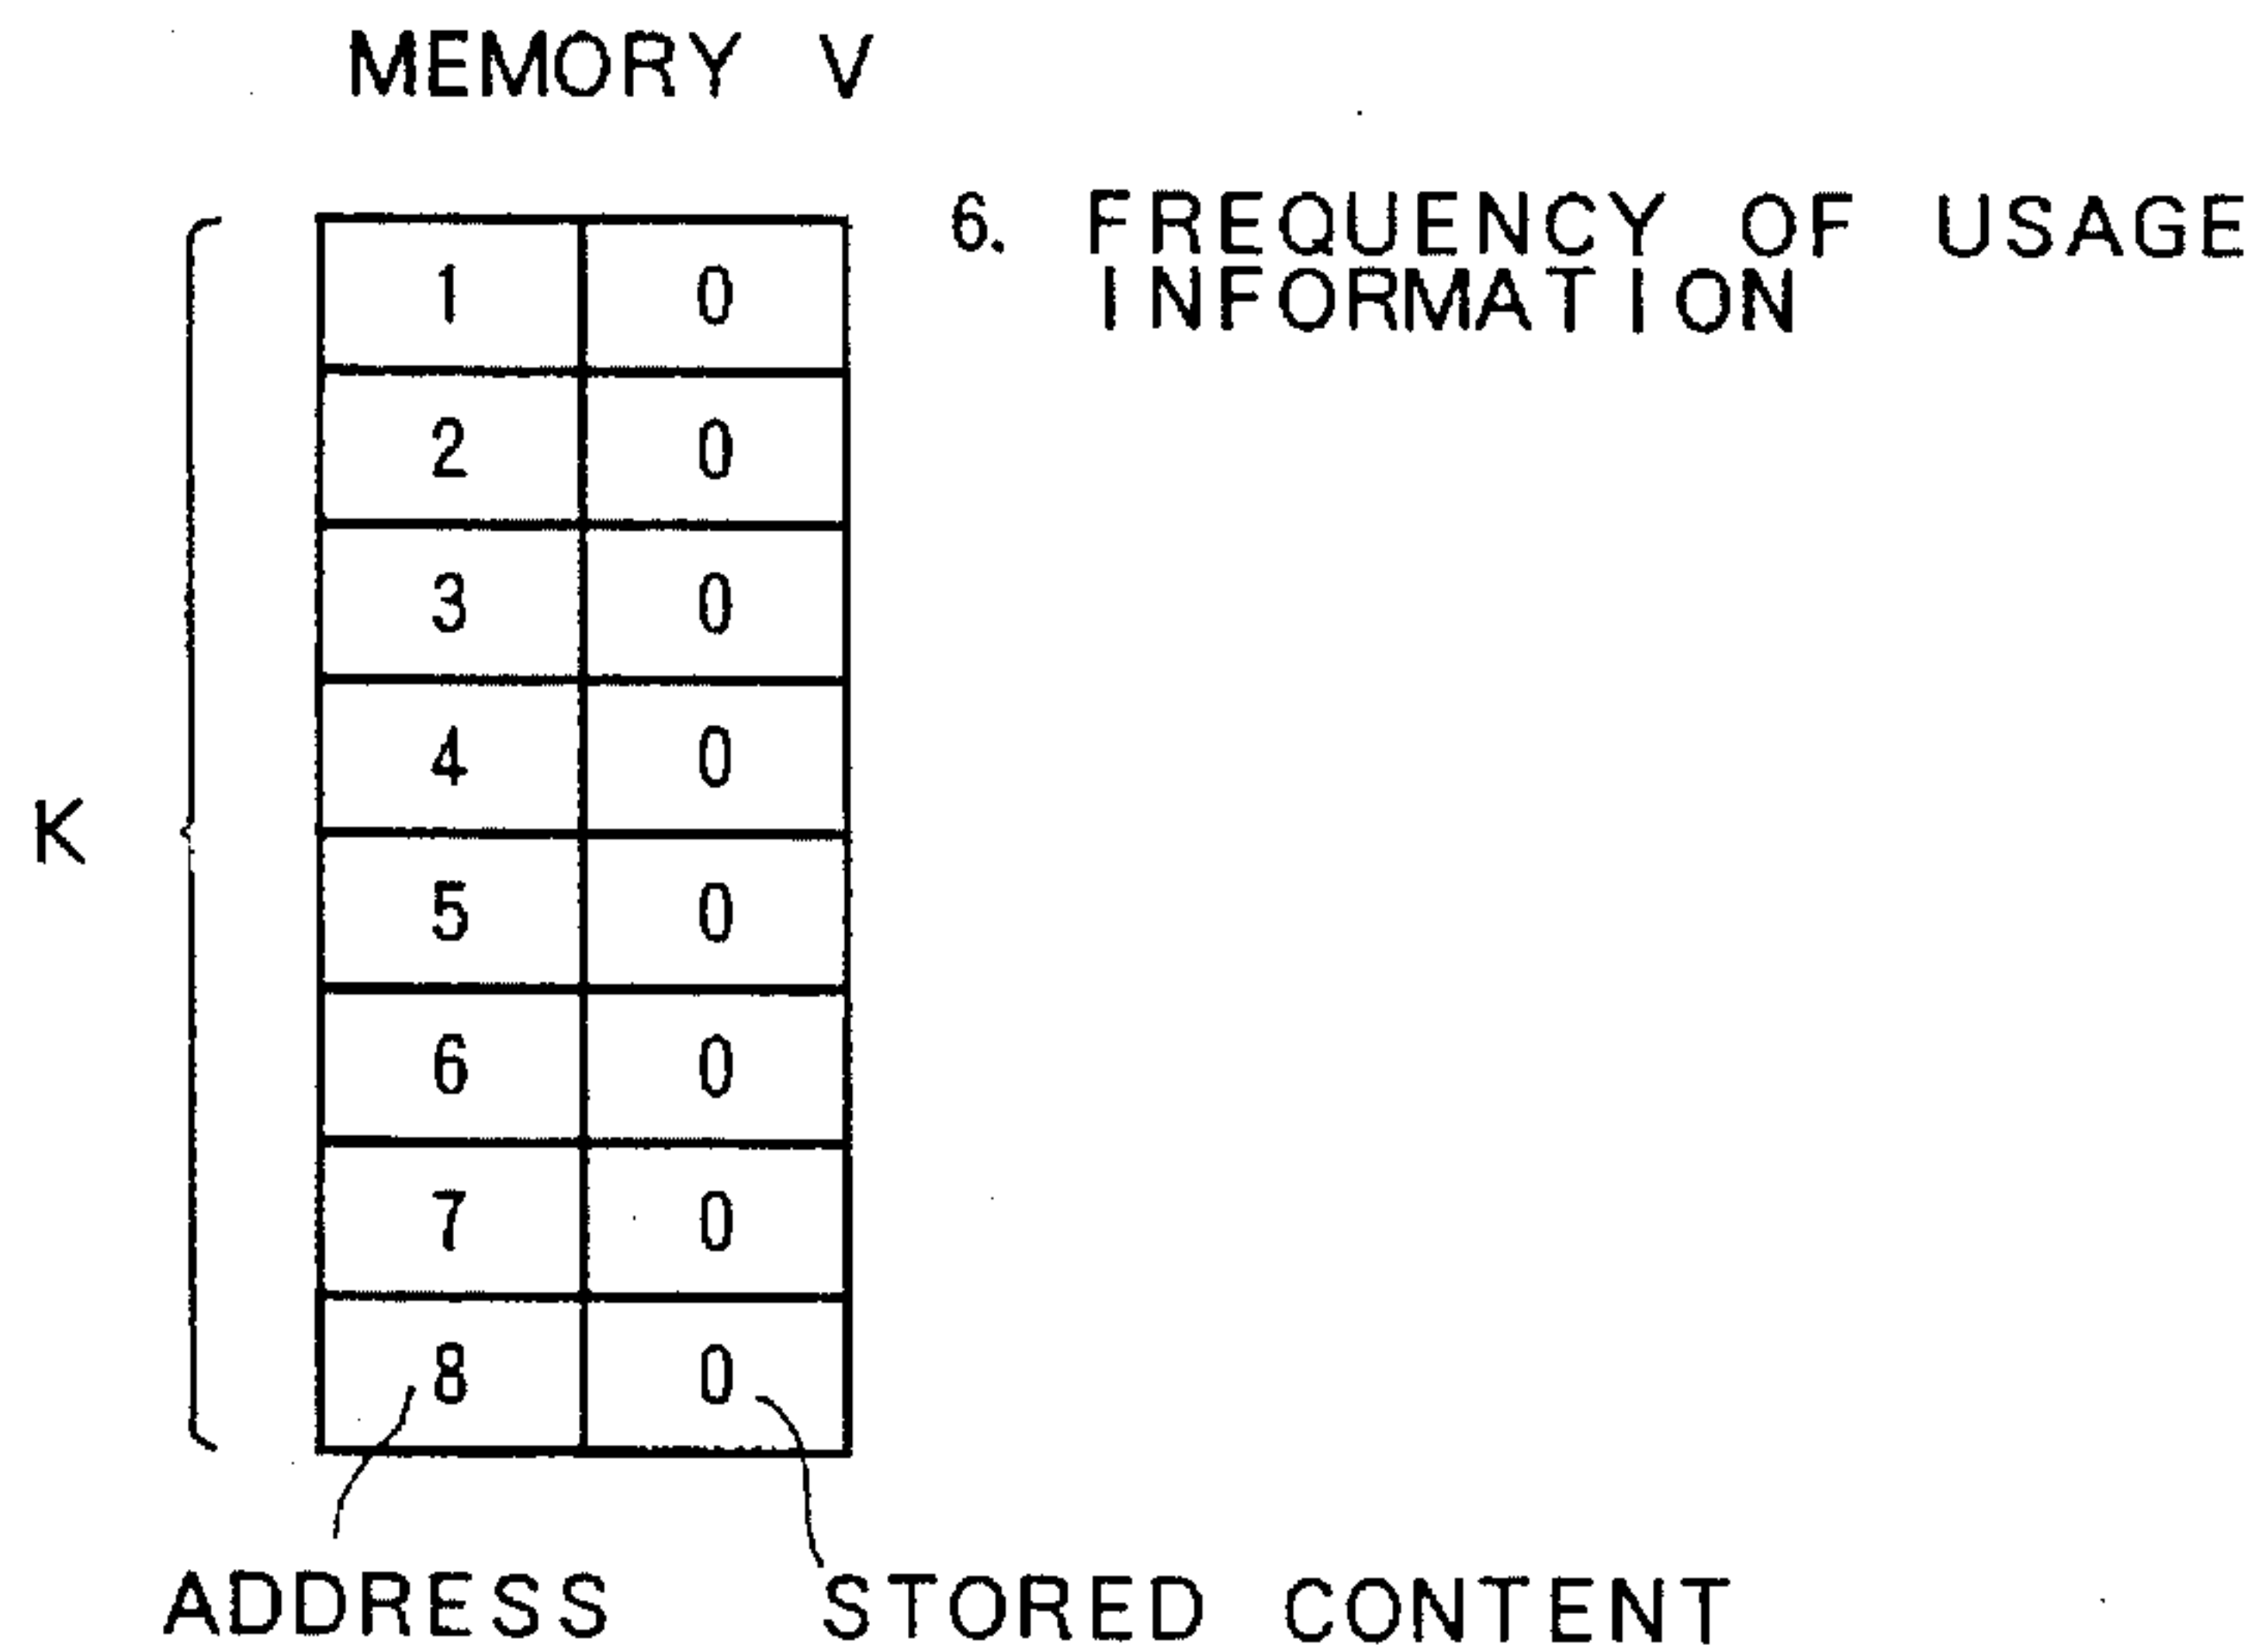 MEMORY V
6. FREQUENCY OF USAGE
INFORMATION
1 0
2 0
3 0
4 0
K
5 0
6 0
7 0
8 0
ADDRESS STORED CONTENT